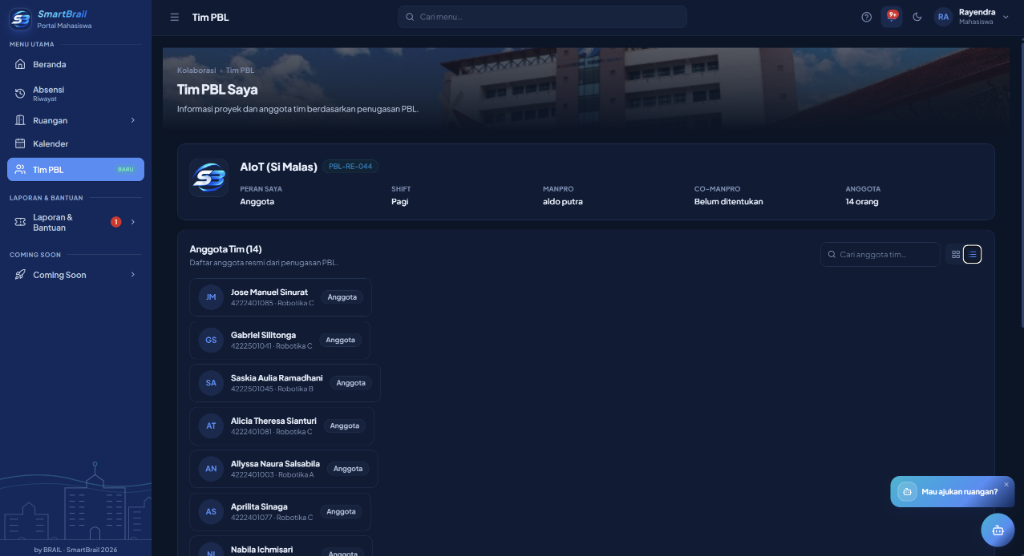 SmartBrail
Portal Mahasiswa
MENU UTAMA
Beranda
Absensi
Riwayat
Ruangan
Kalender
Tim PBL
BARU
LAPORAN & BANTUAN
Laporan &
Bantuan
1
COMING SOON
Coming Soon
by BRAIL · SmartBrail 2026
Tim PBL
Cari menu...
9+
RA
Rayendra
Mahasiswa
Kolaborasi
Tim PBL
Tim PBL Saya
Informasi proyek dan anggota tim berdasarkan penugasan PBL.
AIoT (Si Malas)
PBL-RE-044
PERAN SAYA
Anggota
SHIFT
Pagi
MANPRO
aldo putra
CO-MANPRO
Belum ditentukan
ANGGOTA
14 orang
Anggota Tim (14)
Daftar anggota resmi dari penugasan PBL.
Cari anggota tim...
JM
Jose Manuel Sinurat
4222401085 · Robotika C
Anggota
GS
Gabriel Silitonga
4222501041 · Robotika C
Anggota
SA
Saskia Aulia Ramadhani
4222501045 · Robotika B
Anggota
AT
Alicia Theresa Sianturi
4222401081 · Robotika C
Anggota
AN
Allyssa Naura Salsabila
4222401003 · Robotika A
Anggota
AS
Aprilita Sinaga
4222401077 · Robotika C
Anggota
NI
Nabila Ichmisari
Anggota
Mau ajukan ruangan?